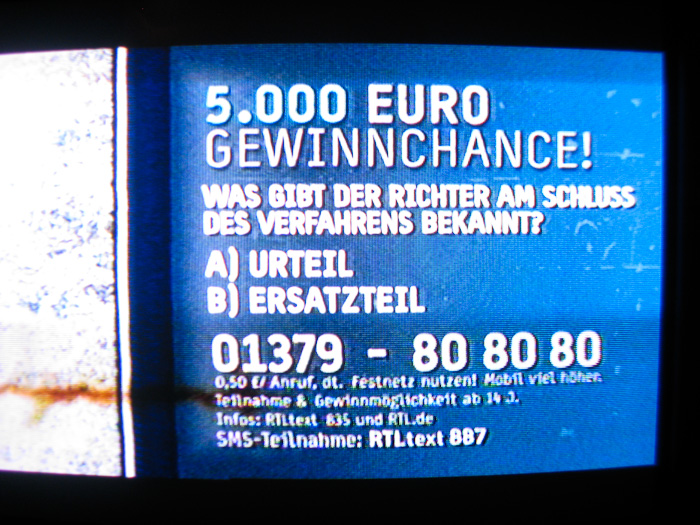 5.000 EURO
GEWINNCHANCE!
WAS GIBT DER RICHTER AM SCHLUSS
DES VERFAHRENS BEKANNT?
A) URTEIL
B) ERSATZTEIL
01379 - 80 80 80
0,50 €/ Anruf, dt. Festnetz nutzen! Mobil viel höher.
Teilnahme & Gewinnmöglichkeit ab 14 J.
Infos: RTLtext 835 und RTL.de
SMS-Teilnahme: RTLtext 887